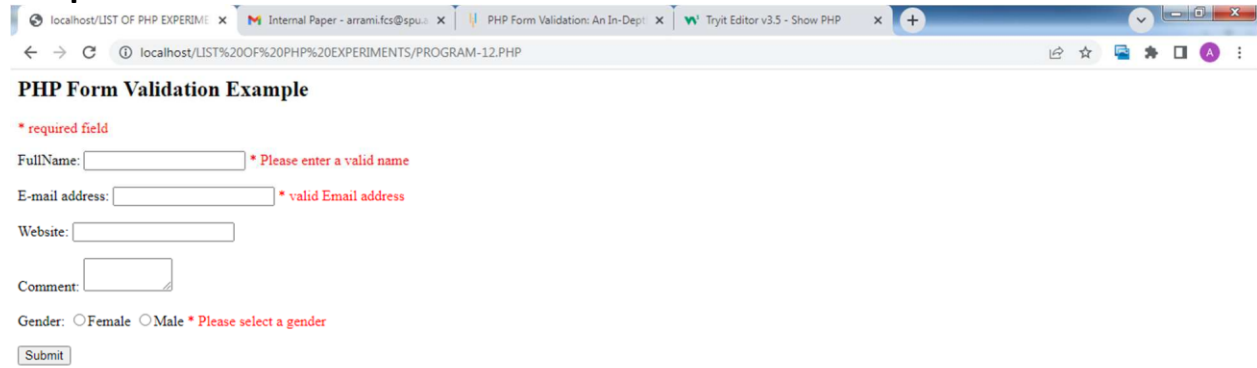 localhost/LIST OF PHP EXPERIME
Internal Paper - arrami.fcs@spu.a
PHP Form Validation: An In-Dept
Tryit Editor v3.5 - Show PHP
localhost/LIST%20OF%20PHP%20EXPERIMENTS/PROGRAM-12.PHP
A
PHP Form Validation Example
* required field
FullName: * Please enter a valid name
E-mail address: * valid Email address
Website:
Comment:
Gender: Female Male * Please select a gender
Submit